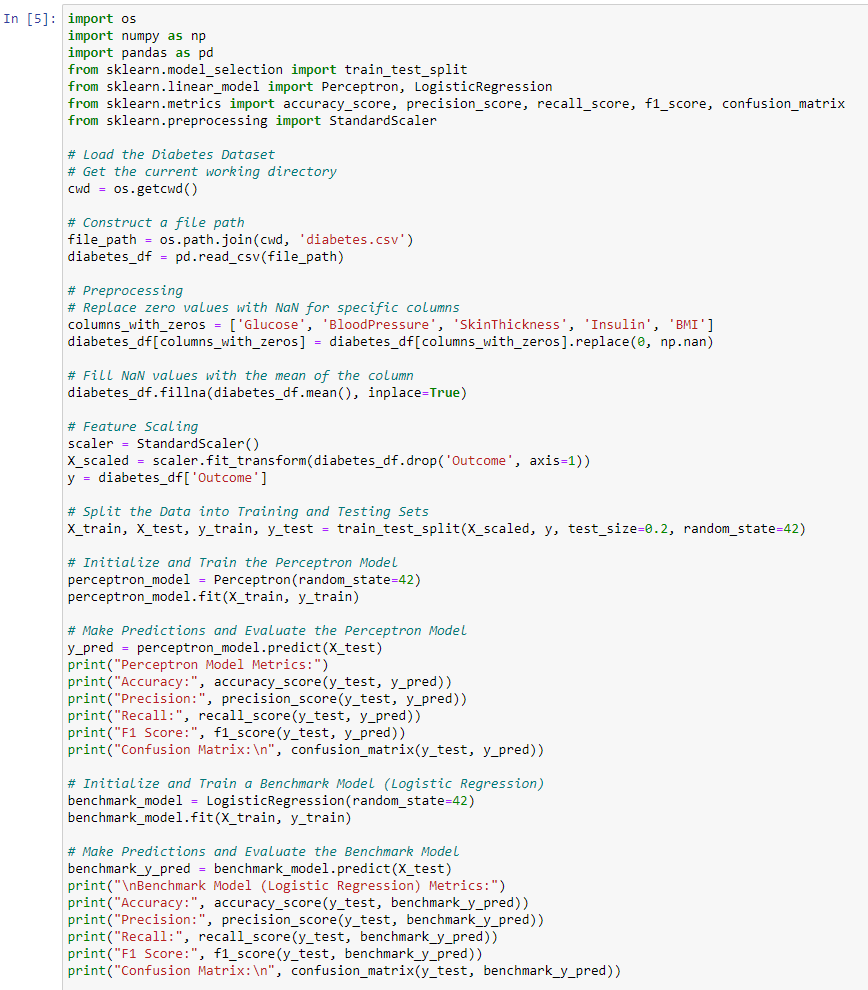 In [5]: import os
import numpy as np
import pandas as pd
from sklearn.model_selection import train_test_split
from sklearn.linear_model import Perceptron, LogisticRegression
from sklearn.metrics import accuracy_score, precision_score, recall_score, f1_score, confusion_matrix
from sklearn.preprocessing import StandardScaler

# Load the Diabetes Dataset
# Get the current working directory
cwd = os.getcwd()

# Construct a file path
file_path = os.path.join(cwd, 'diabetes.csv')
diabetes_df = pd.read_csv(file_path)

# Preprocessing
# Replace zero values with NaN for specific columns
columns_with_zeros = ['Glucose', 'BloodPressure', 'SkinThickness', 'Insulin', 'BMI']
diabetes_df[columns_with_zeros] = diabetes_df[columns_with_zeros].replace(0, np.nan)

# Fill NaN values with the mean of the column
diabetes_df.fillna(diabetes_df.mean(), inplace=True)

# Feature Scaling
scaler = StandardScaler()
X_scaled = scaler.fit_transform(diabetes_df.drop('Outcome', axis=1))
y = diabetes_df['Outcome']

# Split the Data into Training and Testing Sets
X_train, X_test, y_train, y_test = train_test_split(X_scaled, y, test_size=0.2, random_state=42)

# Initialize and Train the Perceptron Model
perceptron_model = Perceptron(random_state=42)
perceptron_model.fit(X_train, y_train)

# Make Predictions and Evaluate the Perceptron Model
y_pred = perceptron_model.predict(X_test)
print("Perceptron Model Metrics:")
print("Accuracy:", accuracy_score(y_test, y_pred))
print("Precision:", precision_score(y_test, y_pred))
print("Recall:", recall_score(y_test, y_pred))
print("F1 Score:", f1_score(y_test, y_pred))
print("Confusion Matrix:\n", confusion_matrix(y_test, y_pred))

# Initialize and Train a Benchmark Model (Logistic Regression)
benchmark_model = LogisticRegression(random_state=42)
benchmark_model.fit(X_train, y_train)

# Make Predictions and Evaluate the Benchmark Model
benchmark_y_pred = benchmark_model.predict(X_test)
print("\nBenchmark Model (Logistic Regression) Metrics:")
print("Accuracy:", accuracy_score(y_test, benchmark_y_pred))
print("Precision:", precision_score(y_test, benchmark_y_pred))
print("Recall:", recall_score(y_test, benchmark_y_pred))
print("F1 Score:", f1_score(y_test, benchmark_y_pred))
print("Confusion Matrix:\n", confusion_matrix(y_test, benchmark_y_pred))